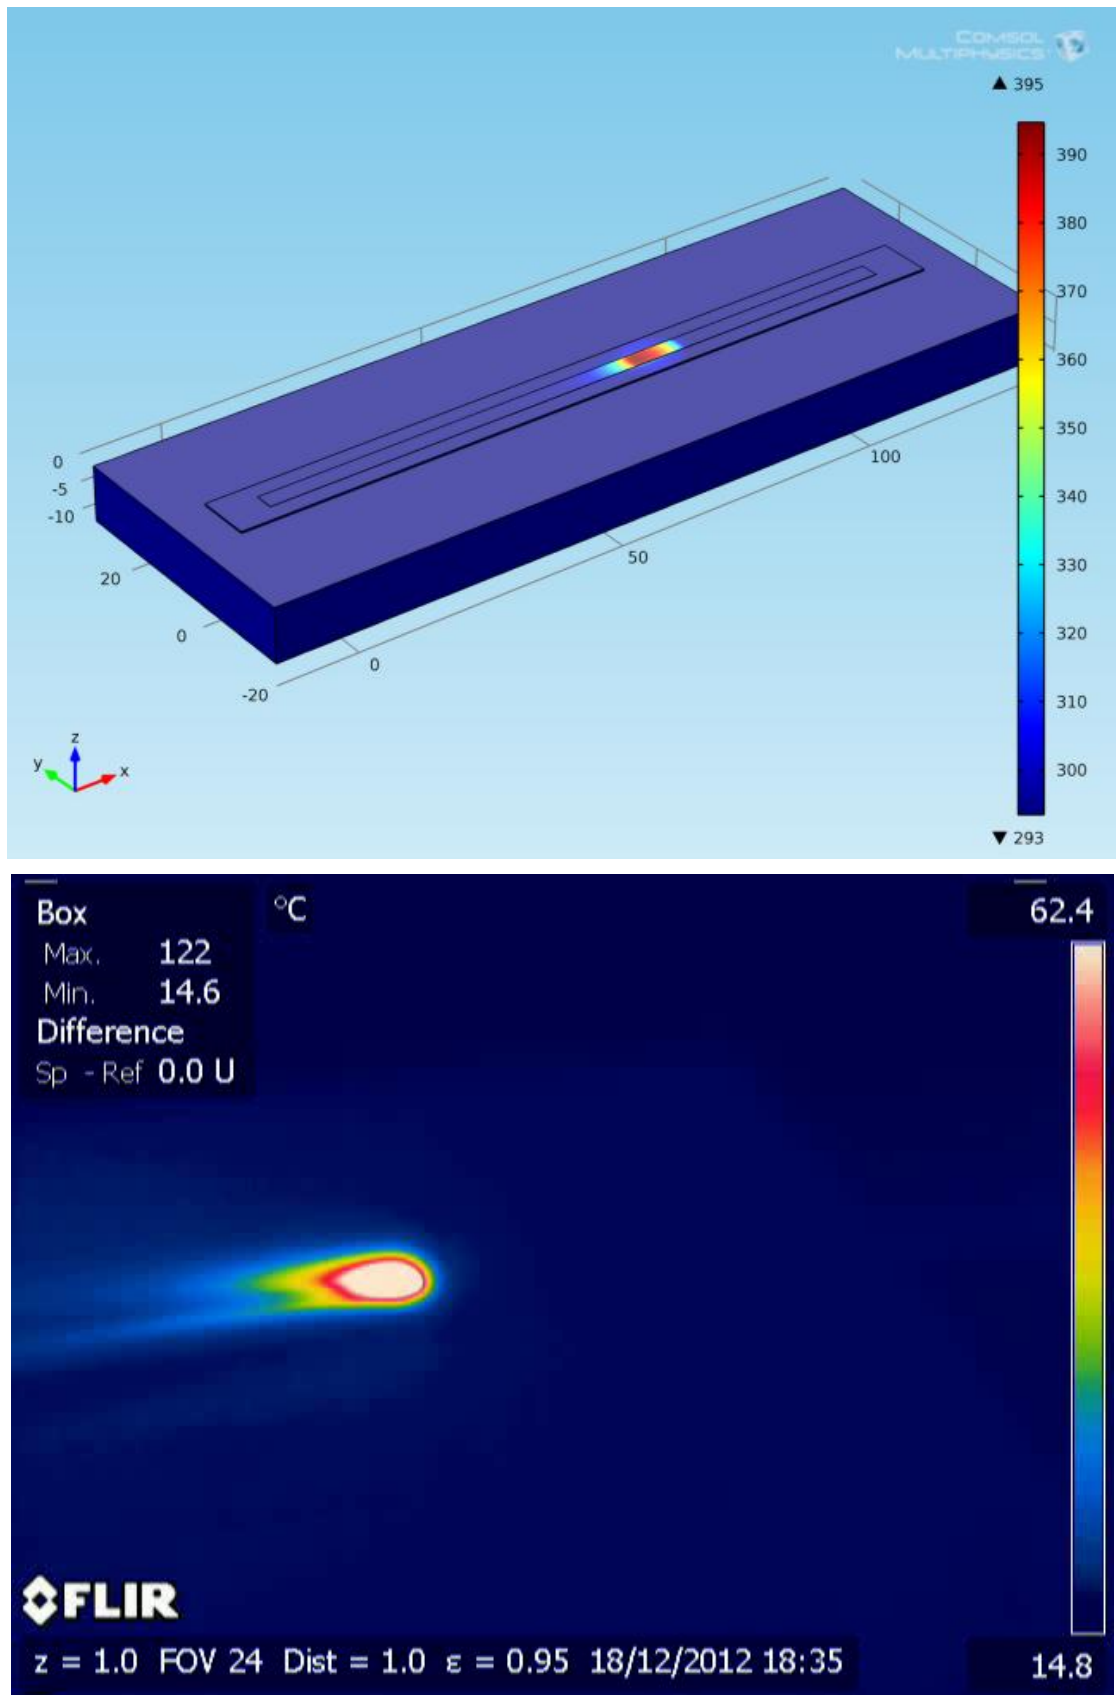 COMSOL
MULTIPHYSICS
▲ 395
390
380
370
360
350
340
330
320
310
300
▼ 293
0
-5
-10
20
0
-20
0
50
100
z
y
x
Box
Max. 122
Min. 14.6
Difference
Sp - Ref 0.0 U
°C
62.4
FLIR
z = 1.0 FOV 24 Dist = 1.0 ε = 0.95 18/12/2012 18:35
14.8